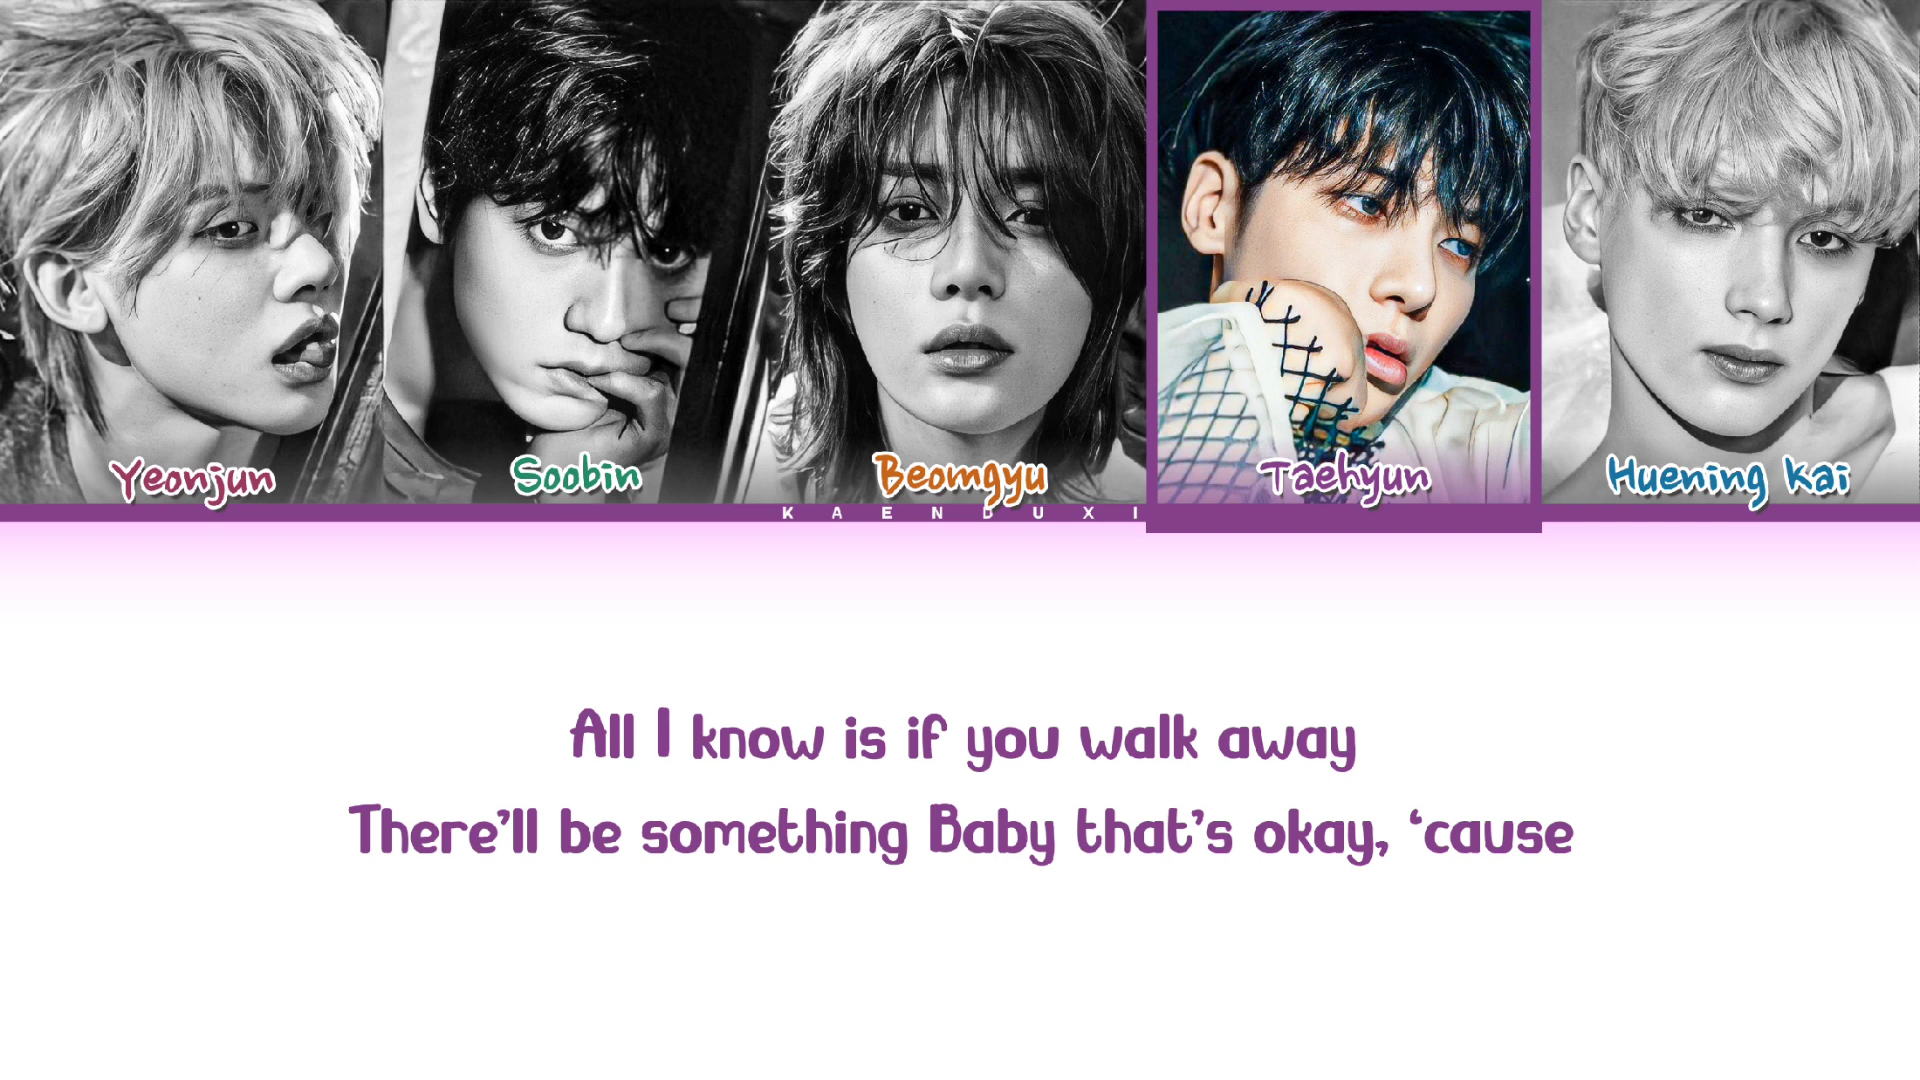 Yeonjun
Soobin
Beomgyu
Taehyun
Huening Kai
KAENDUXI
All I know is if you walk away
There’ll be something Baby that’s okay, ‘cause